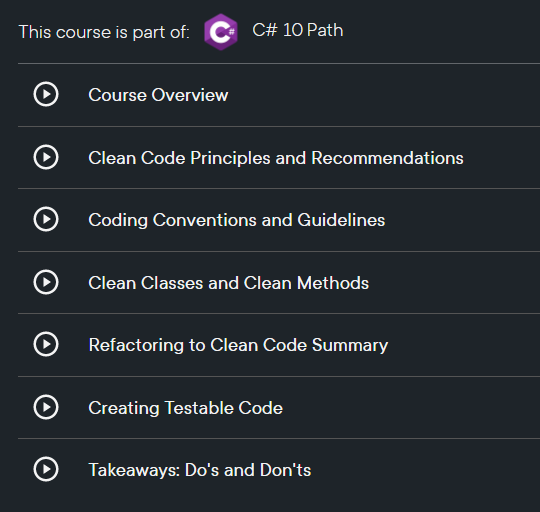 This course is part of: C# 10 Path
Course Overview
Clean Code Principles and Recommendations
Coding Conventions and Guidelines
Clean Classes and Clean Methods
Refactoring to Clean Code Summary
Creating Testable Code
Takeaways: Do's and Don'ts